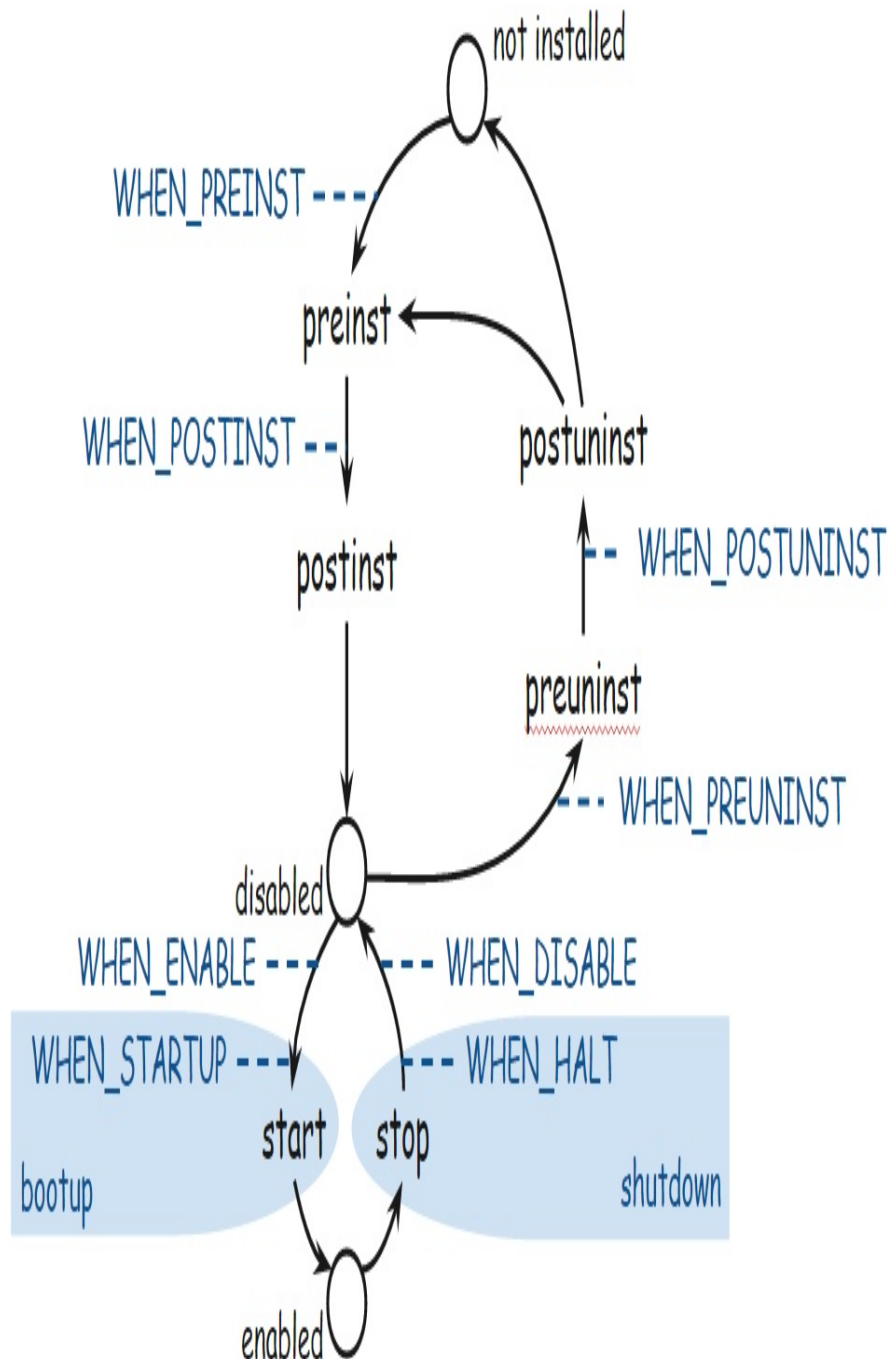 not installed
WHEN_PREINST
preinst
WHEN_POSTINST
postuninst
postinst
WHEN_POSTUNINST
preuninst
WHEN_PREUNINST
disabled
WHEN_ENABLE
WHEN_DISABLE
WHEN_STARTUP
WHEN_HALT
start
stop
bootup
shutdown
enabled